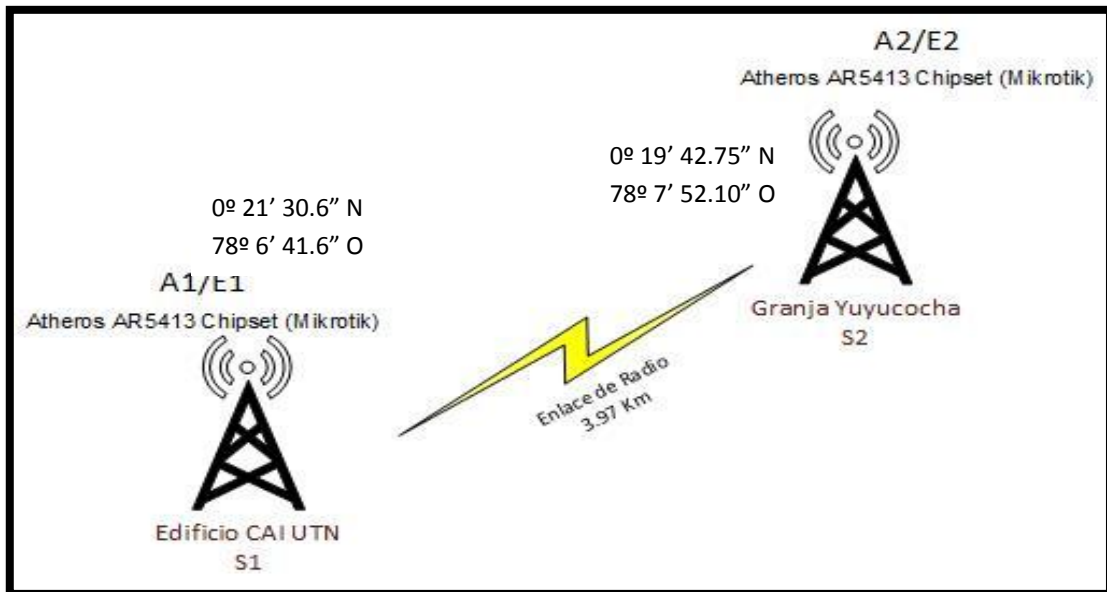 A2/E2
Atheros AR5413 Chipset (Mikrotik)
0º 19’ 42.75” N
78º 7’ 52.10” O
0º 21’ 30.6” N
78º 6’ 41.6” O
A1/E1
Atheros AR5413 Chipset (Mikrotik)
Granja Yuyucocha
S2
Enlace de Radio
3.97 Km
Edificio CAI UTN
S1